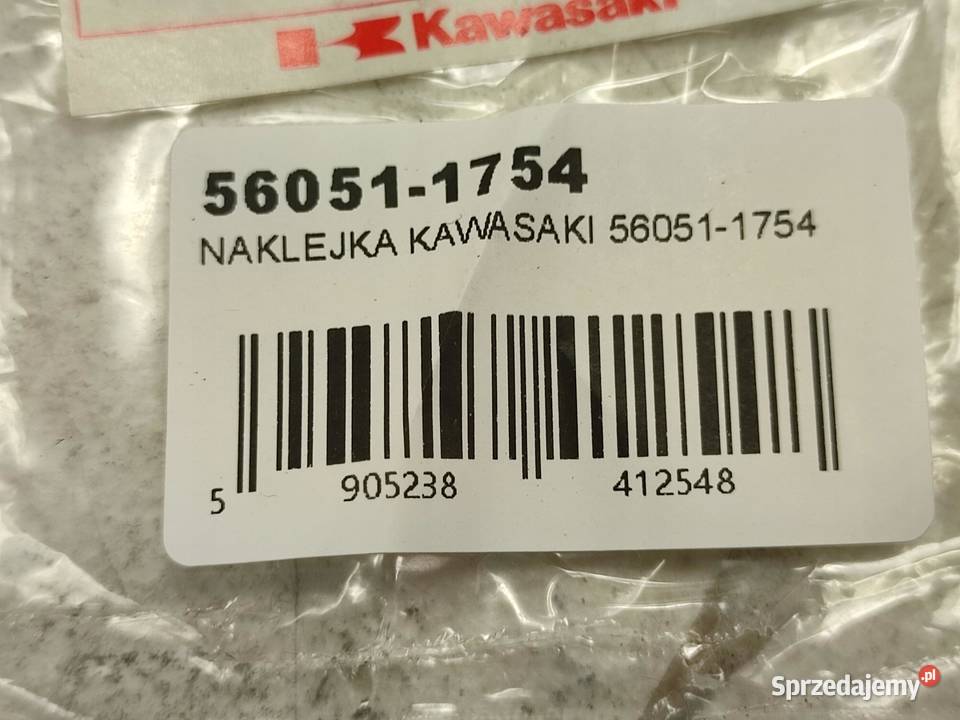 Kawasaki
56051-1754
NAKLEJKA KAWASAKI 56051-1754
5 905238 412548
Sprzedajemy.pl